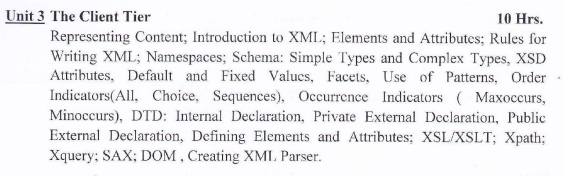 Unit 3 The Client Tier 10 Hrs.
Representing Content; Introduction to XML; Elements and Attributes; Rules for
Writing XML; Namespaces; Schema: Simple Types and Complex Types, XSD
Attributes, Default and Fixed Values, Facets, Use of Patterns, Order
Indicators(All, Choice, Sequences), Occurrence Indicators ( Maxoccurs,
Minoccurs), DTD: Internal Declaration, Private External Declaration, Public
External Declaration, Defining Elements and Attributes; XSL/XSLT; Xpath;
Xquery; SAX; DOM , Creating XML Parser.